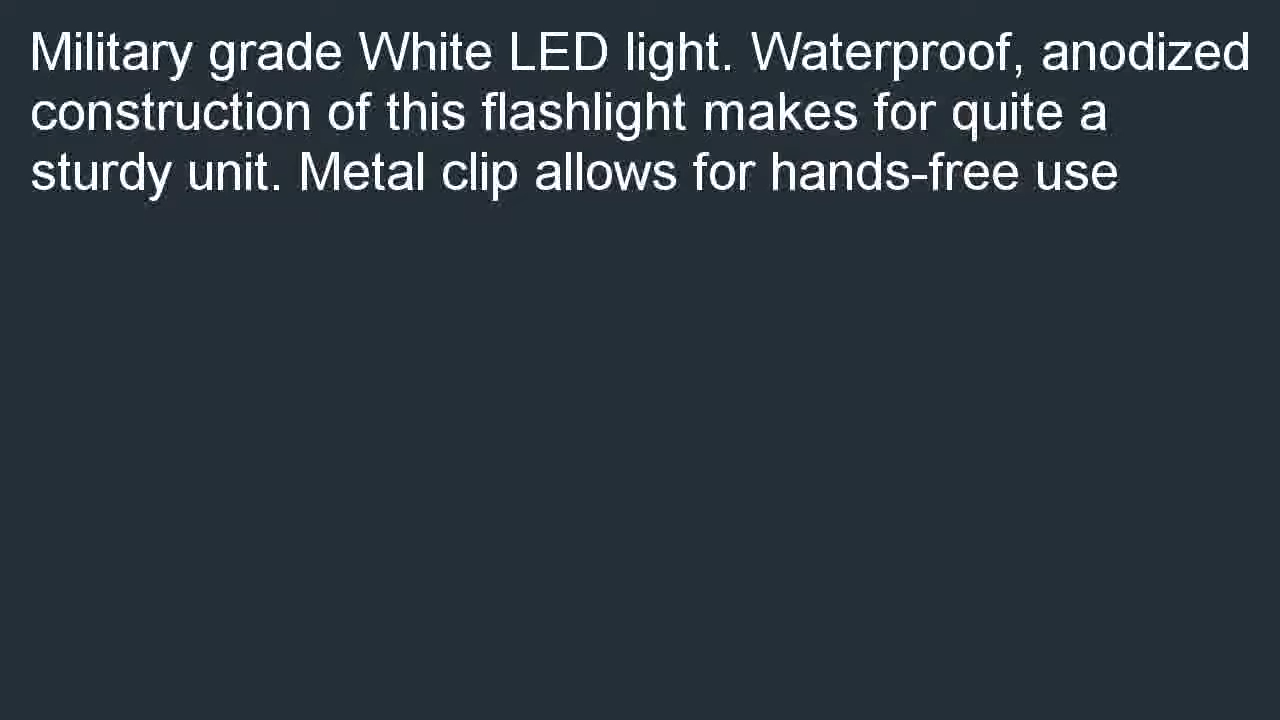 Military grade White LED light. Waterproof, anodized
construction of this flashlight makes for quite a
sturdy unit. Metal clip allows for hands-free use